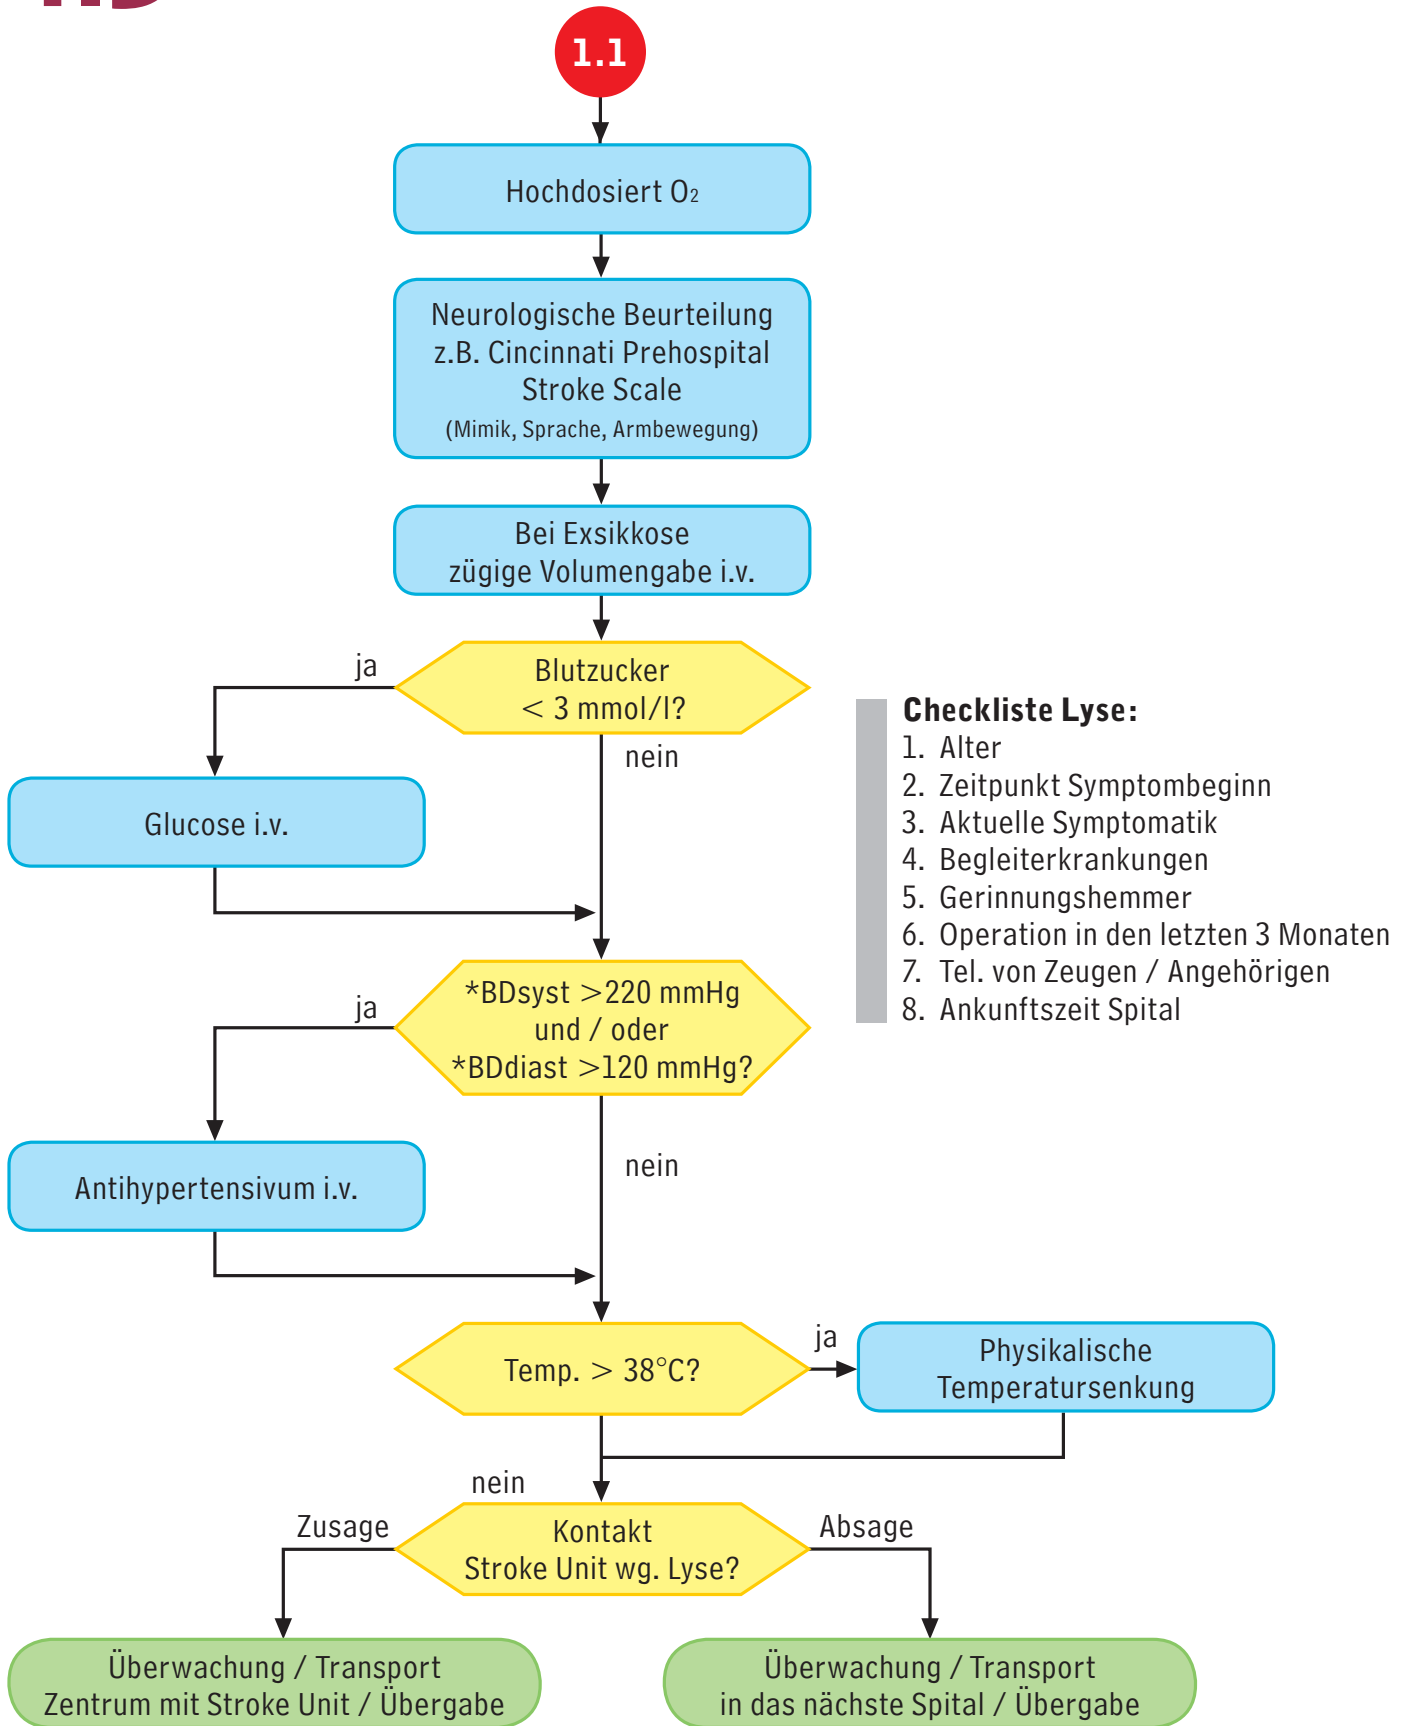 1.1
Hochdosiert O₂
Neurologische Beurteilung
z.B. Cincinnati Prehospital
Stroke Scale
(Mimik, Sprache, Armbewegung)
Bei Exsikkose
zügige Volumengabe i.v.
ja
Blutzucker
< 3 mmol/l?
nein
Glucose i.v.
Checkliste Lyse:
1. Alter
2. Zeitpunkt Symptombeginn
3. Aktuelle Symptomatik
4. Begleiterkrankungen
5. Gerinnungshemmer
6. Operation in den letzten 3 Monaten
7. Tel. von Zeugen / Angehörigen
8. Ankunftszeit Spital
ja
*BDsyst >220 mmHg
und / oder
*BDdiast >120 mmHg?
nein
Antihypertensivum i.v.
Temp. > 38°C?
ja
Physikalische
Temperatursenkung
nein
Zusage
Kontakt
Stroke Unit wg. Lyse?
Absage
Überwachung / Transport
Zentrum mit Stroke Unit / Übergabe
Überwachung / Transport
in das nächste Spital / Übergabe